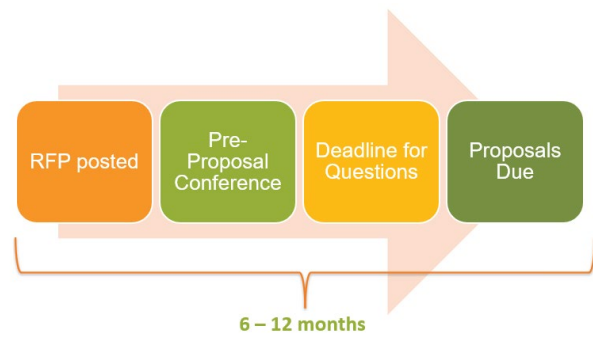 RFP posted
Pre-
Proposal
Conference
Deadline for
Questions
Proposals
Due
6 – 12 months